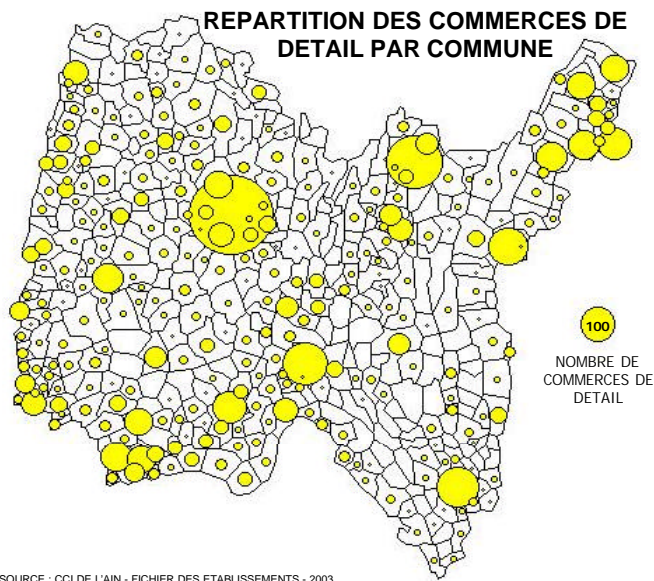 REPARTITION DES COMMERCES DE
DETAIL PAR COMMUNE
100
NOMBRE DE
COMMERCES DE
DETAIL
SOURCE : CCI DE L'AIN - FICHIER DES ETABLISSEMENTS - 2003